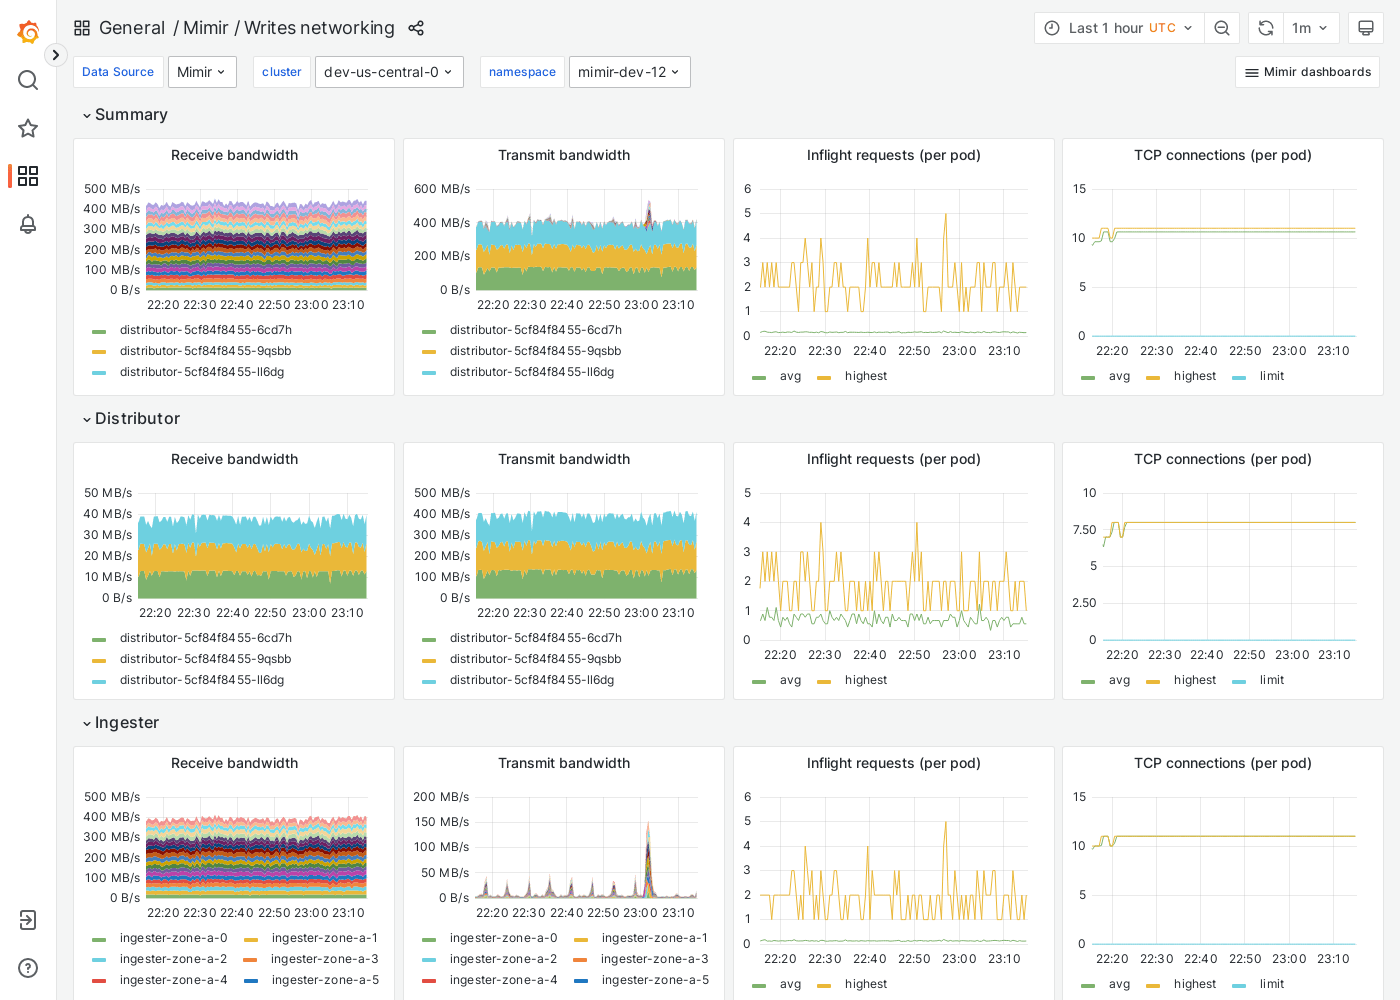 General / Mimir / Writes networking
Last 1 hour UTC
1m
Data Source Mimir
cluster dev-us-central-0
namespace mimir-dev-12
Mimir dashboards
Summary
Receive bandwidth
500 MB/s
400 MB/s
300 MB/s
200 MB/s
100 MB/s
0 B/s
22:20 22:30 22:40 22:50 23:00 23:10
distributor-5cf84f8455-6cd7h
distributor-5cf84f8455-9qsbb
distributor-5cf84f8455-ll6dg
Transmit bandwidth
600 MB/s
400 MB/s
200 MB/s
0 B/s
22:20 22:30 22:40 22:50 23:00 23:10
distributor-5cf84f8455-6cd7h
distributor-5cf84f8455-9qsbb
distributor-5cf84f8455-ll6dg
Inflight requests (per pod)
6
5
4
3
2
1
0
22:20 22:30 22:40 22:50 23:00 23:10
avg highest
TCP connections (per pod)
15
10
5
0
22:20 22:30 22:40 22:50 23:00 23:10
avg highest limit
Distributor
Receive bandwidth
50 MB/s
40 MB/s
30 MB/s
20 MB/s
10 MB/s
0 B/s
22:20 22:30 22:40 22:50 23:00 23:10
distributor-5cf84f8455-6cd7h
distributor-5cf84f8455-9qsbb
distributor-5cf84f8455-ll6dg
Transmit bandwidth
500 MB/s
400 MB/s
300 MB/s
200 MB/s
100 MB/s
0 B/s
22:20 22:30 22:40 22:50 23:00 23:10
distributor-5cf84f8455-6cd7h
distributor-5cf84f8455-9qsbb
distributor-5cf84f8455-ll6dg
Inflight requests (per pod)
5
4
3
2
1
0
22:20 22:30 22:40 22:50 23:00 23:10
avg highest
TCP connections (per pod)
10
7.50
5
2.50
0
22:20 22:30 22:40 22:50 23:00 23:10
avg highest limit
Ingester
Receive bandwidth
500 MB/s
400 MB/s
300 MB/s
200 MB/s
100 MB/s
0 B/s
22:20 22:30 22:40 22:50 23:00 23:10
ingester-zone-a-0 ingester-zone-a-1
ingester-zone-a-2 ingester-zone-a-3
ingester-zone-a-4 ingester-zone-a-5
Transmit bandwidth
200 MB/s
150 MB/s
100 MB/s
50 MB/s
0 B/s
22:20 22:30 22:40 22:50 23:00 23:10
ingester-zone-a-0 ingester-zone-a-1
ingester-zone-a-2 ingester-zone-a-3
ingester-zone-a-4 ingester-zone-a-5
Inflight requests (per pod)
6
5
4
3
2
1
0
22:20 22:30 22:40 22:50 23:00 23:10
avg highest
TCP connections (per pod)
15
10
5
0
22:20 22:30 22:40 22:50 23:00 23:10
avg highest limit